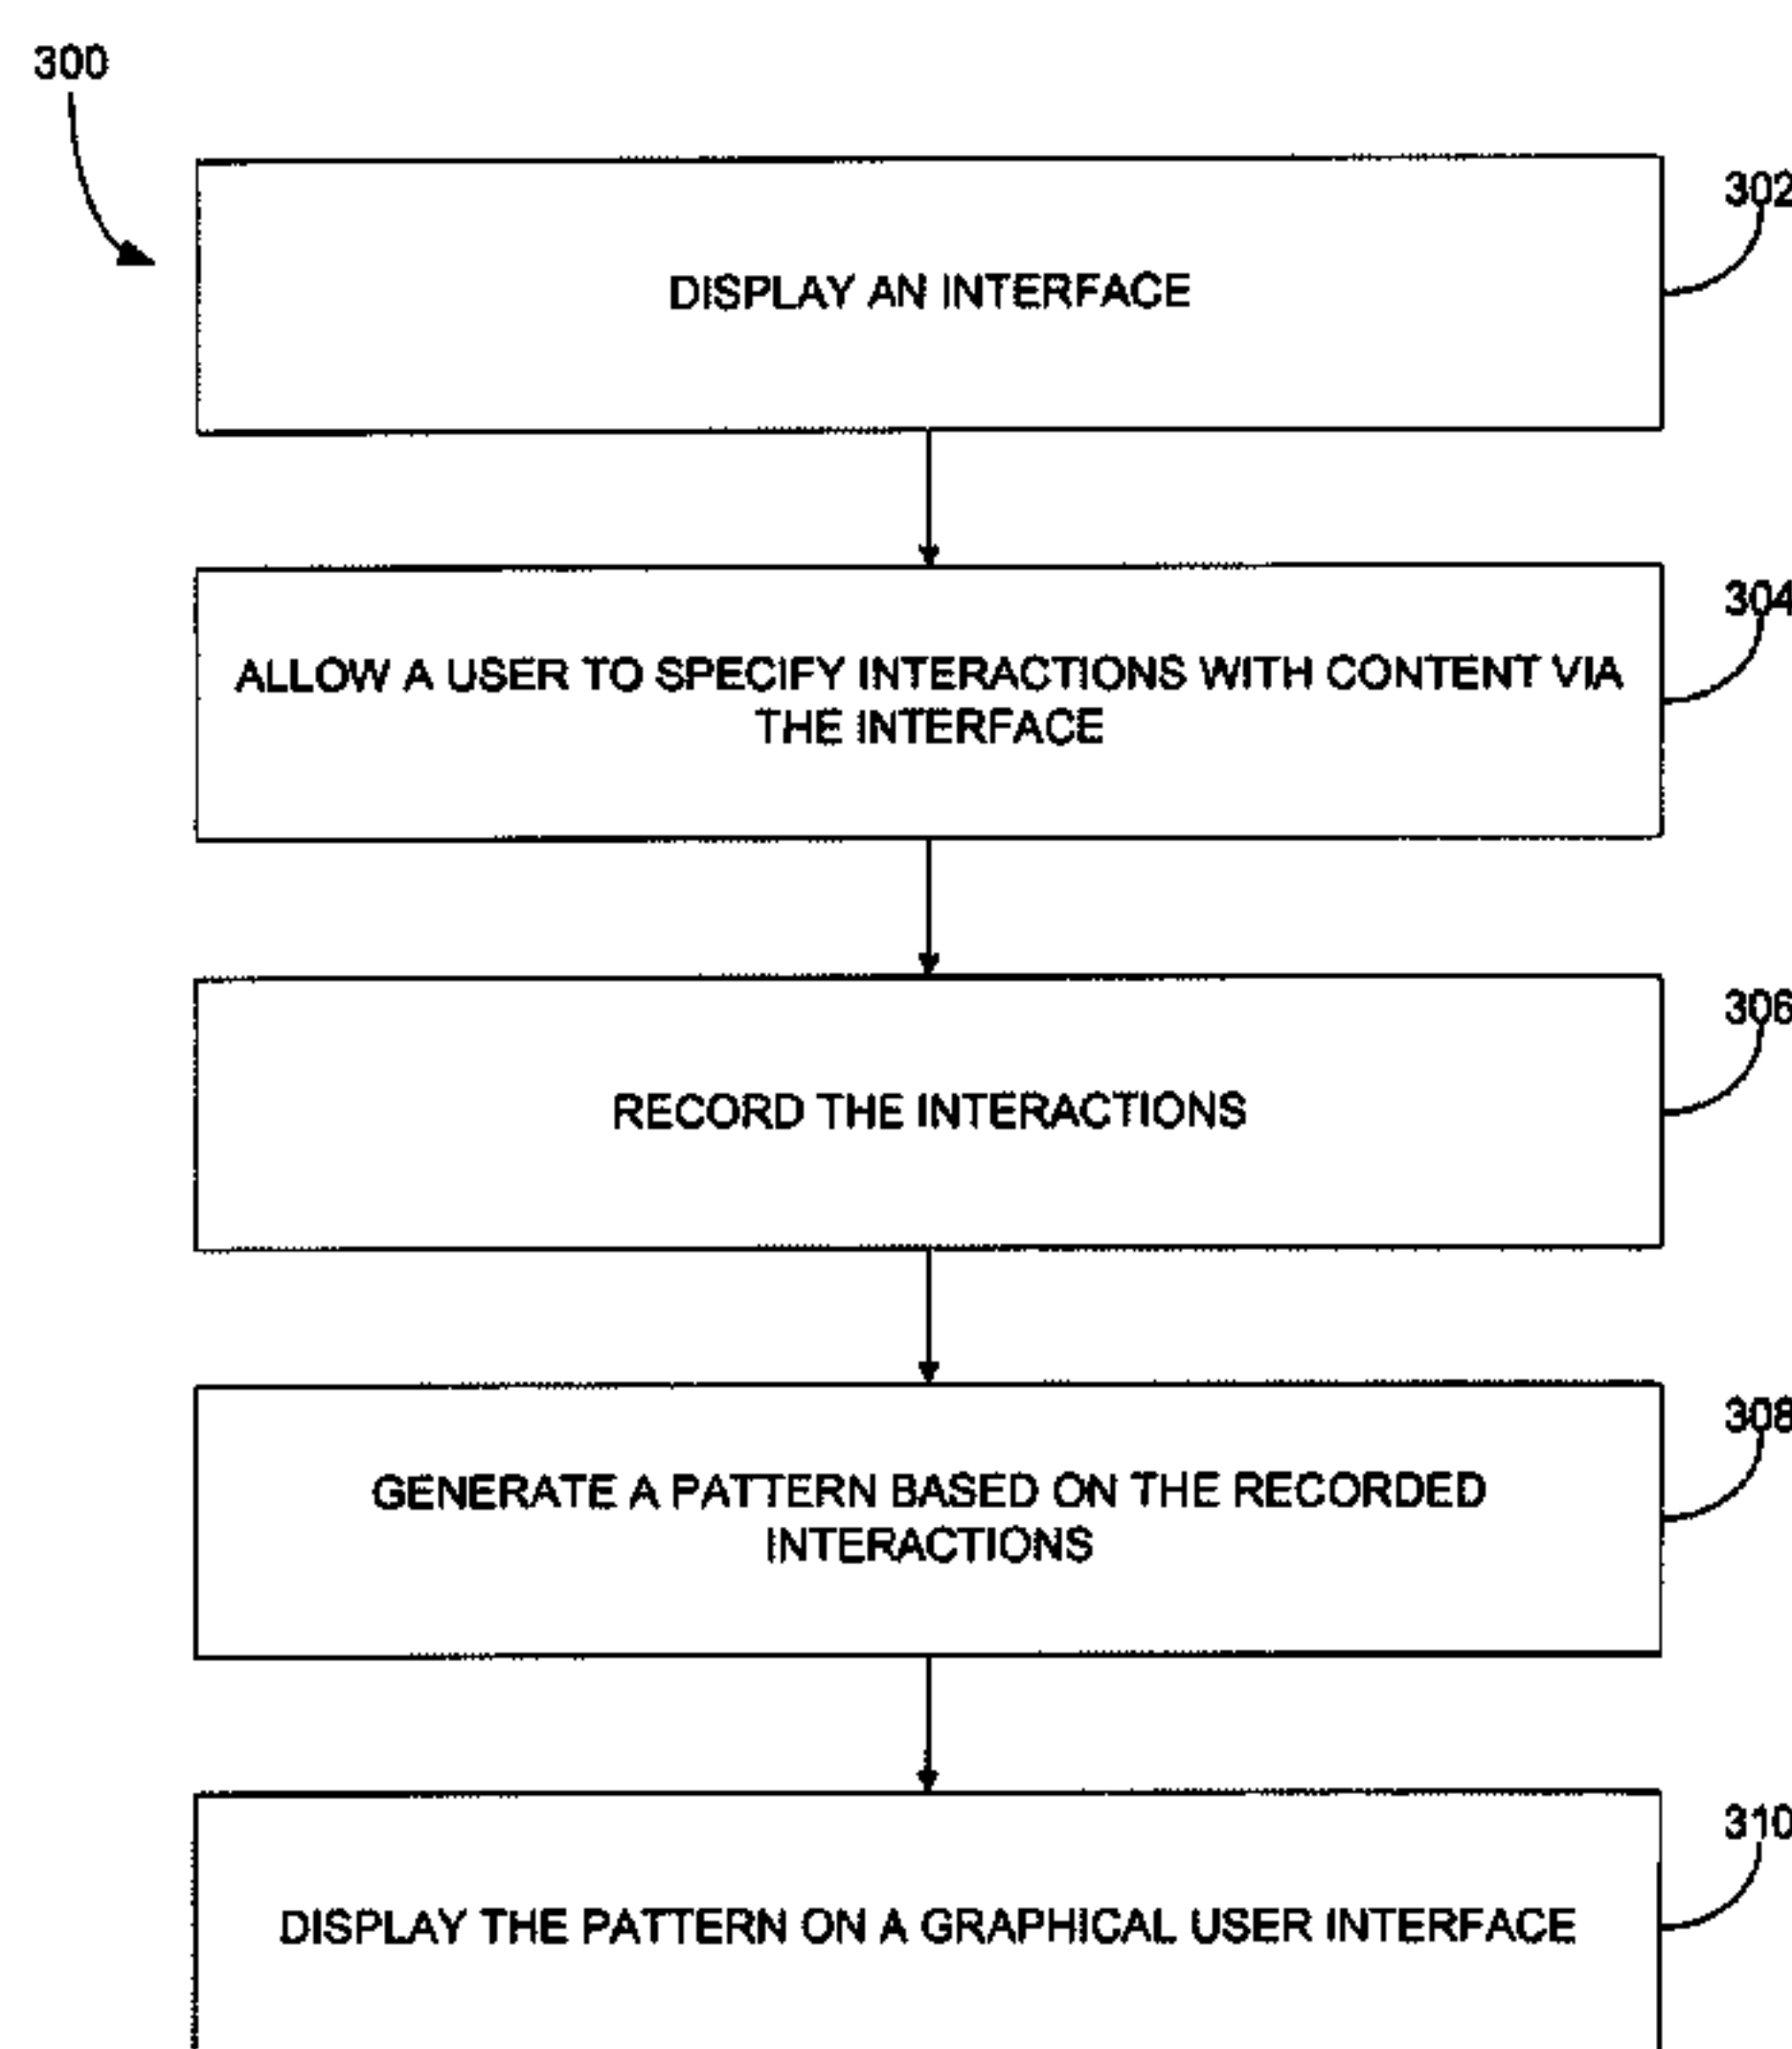 300
302
DISPLAY AN INTERFACE
304
ALLOW A USER TO SPECIFY INTERACTIONS WITH CONTENT VIA
THE INTERFACE
306
RECORD THE INTERACTIONS
308
GENERATE A PATTERN BASED ON THE RECORDED
INTERACTIONS
310
DISPLAY THE PATTERN ON A GRAPHICAL USER INTERFACE